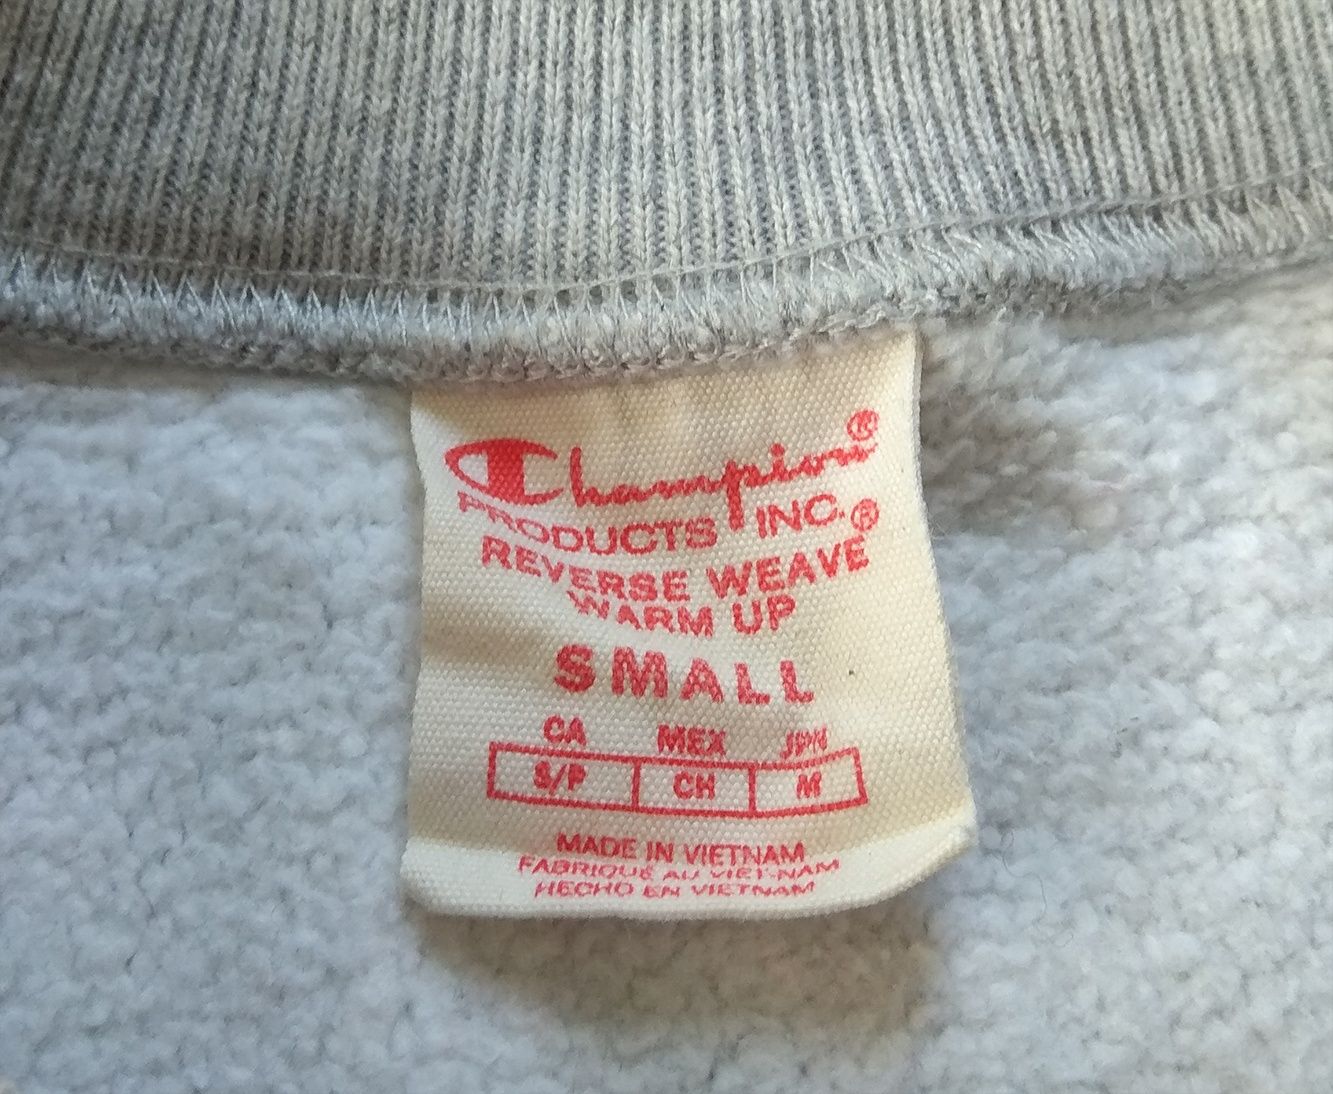 Champion®
PRODUCTS INC.
REVERSE WEAVE®
WARM UP
SMALL
CA MEX JPN
S/P CH M
MADE IN VIETNAM
FABRIQUÉ AU VIET-NAM
HECHO EN VIETNAM